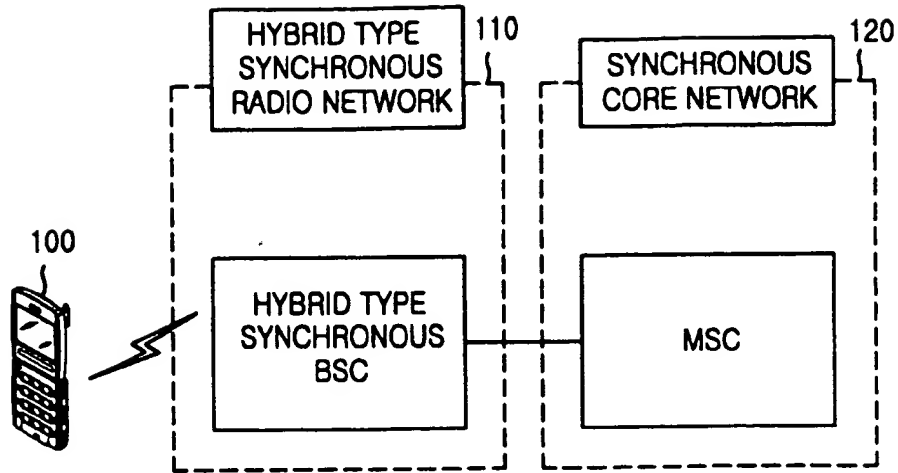 HYBRID TYPE
SYNCHRONOUS
RADIO NETWORK
110
SYNCHRONOUS
CORE NETWORK
120
100
HYBRID TYPE
SYNCHRONOUS
BSC
MSC